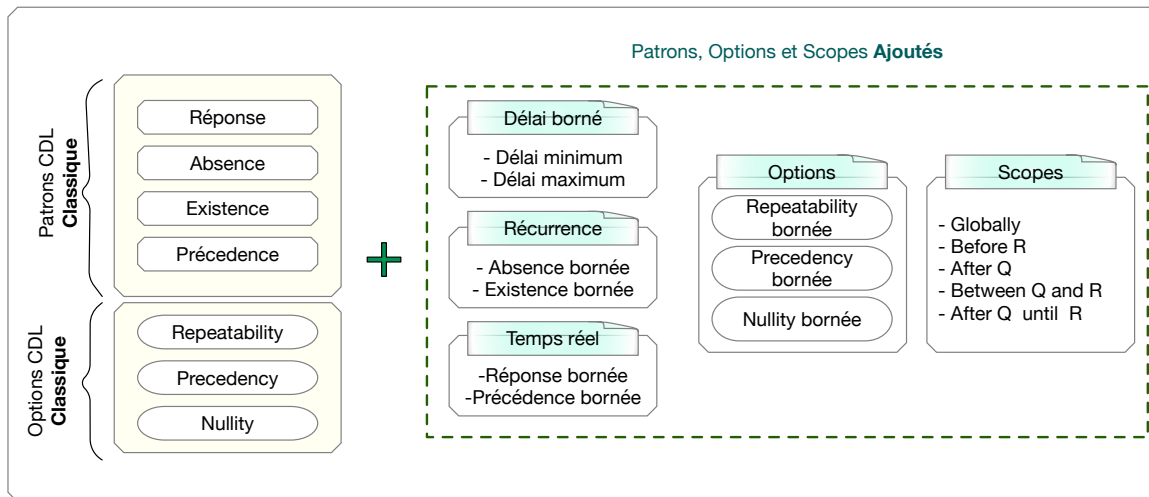 Patrons, Options et Scopes Ajoutés
Patrons CDL
Classique
Réponse
Absence
Existence
Précedence
Options CDL
Classique
Repeatability
Precedency
Nullity
+
Délai borné
- Délai minimum
- Délai maximum
Récurrence
- Absence bornée
- Existence bornée
Temps réel
-Réponse bornée
-Précédence bornée
Options
Repeatability
bornée
Precedency
bornée
Nullity bornée
Scopes
- Globally
- Before R
- After Q
- Between Q and R
- After Q until R